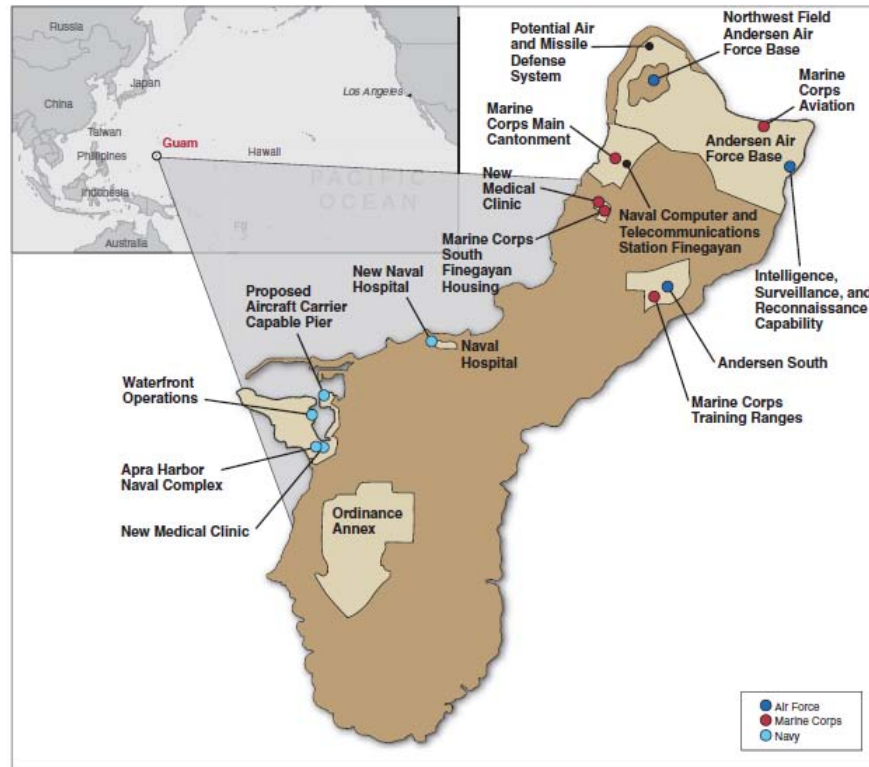 Russia
China
Japan
Taiwan
Philipines
Indonesia
Australia
Guam
Hawaii
Los Angeles
PACIFIC
OCEAN
Fiji
Potential Air
and Missile
Defense
System
Northwest Field
Andersen Air
Force Base
Marine
Corps
Aviation
Marine
Corps Main
Cantonment
Andersen Air
Force Base
New
Medical
Clinic
Naval Computer and
Telecommunications
Station Finegayan
Marine Corps
South
Finegayan
Housing
Intelligence,
Surveillance, and
Reconnaissance
Capability
New Naval
Hospital
Proposed
Aircraft Carrier
Capable Pier
Naval
Hospital
Andersen South
Marine Corps
Training Ranges
Waterfront
Operations
Apra Harbor
Naval Complex
New Medical Clinic
Ordinance
Annex
Air Force
Marine Corps
Navy